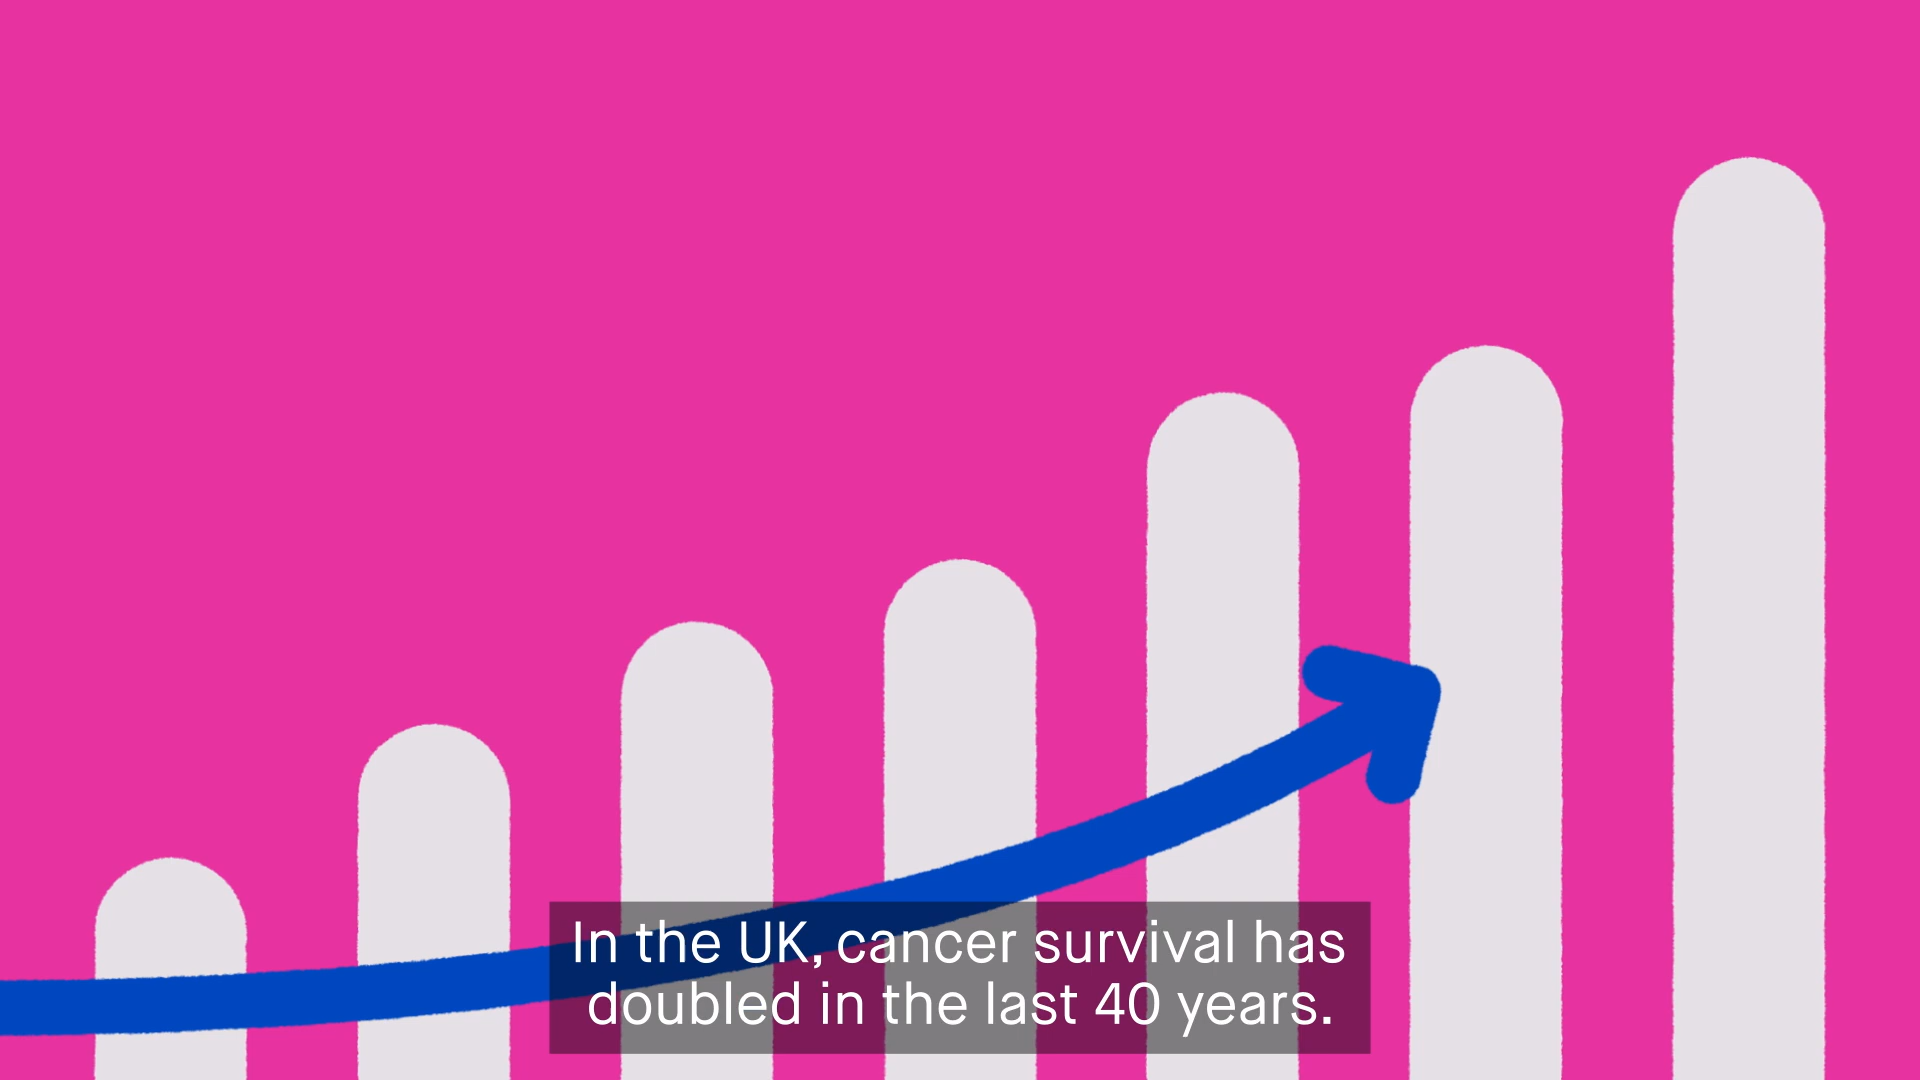 In the UK, cancer survival has
doubled in the last 40 years.